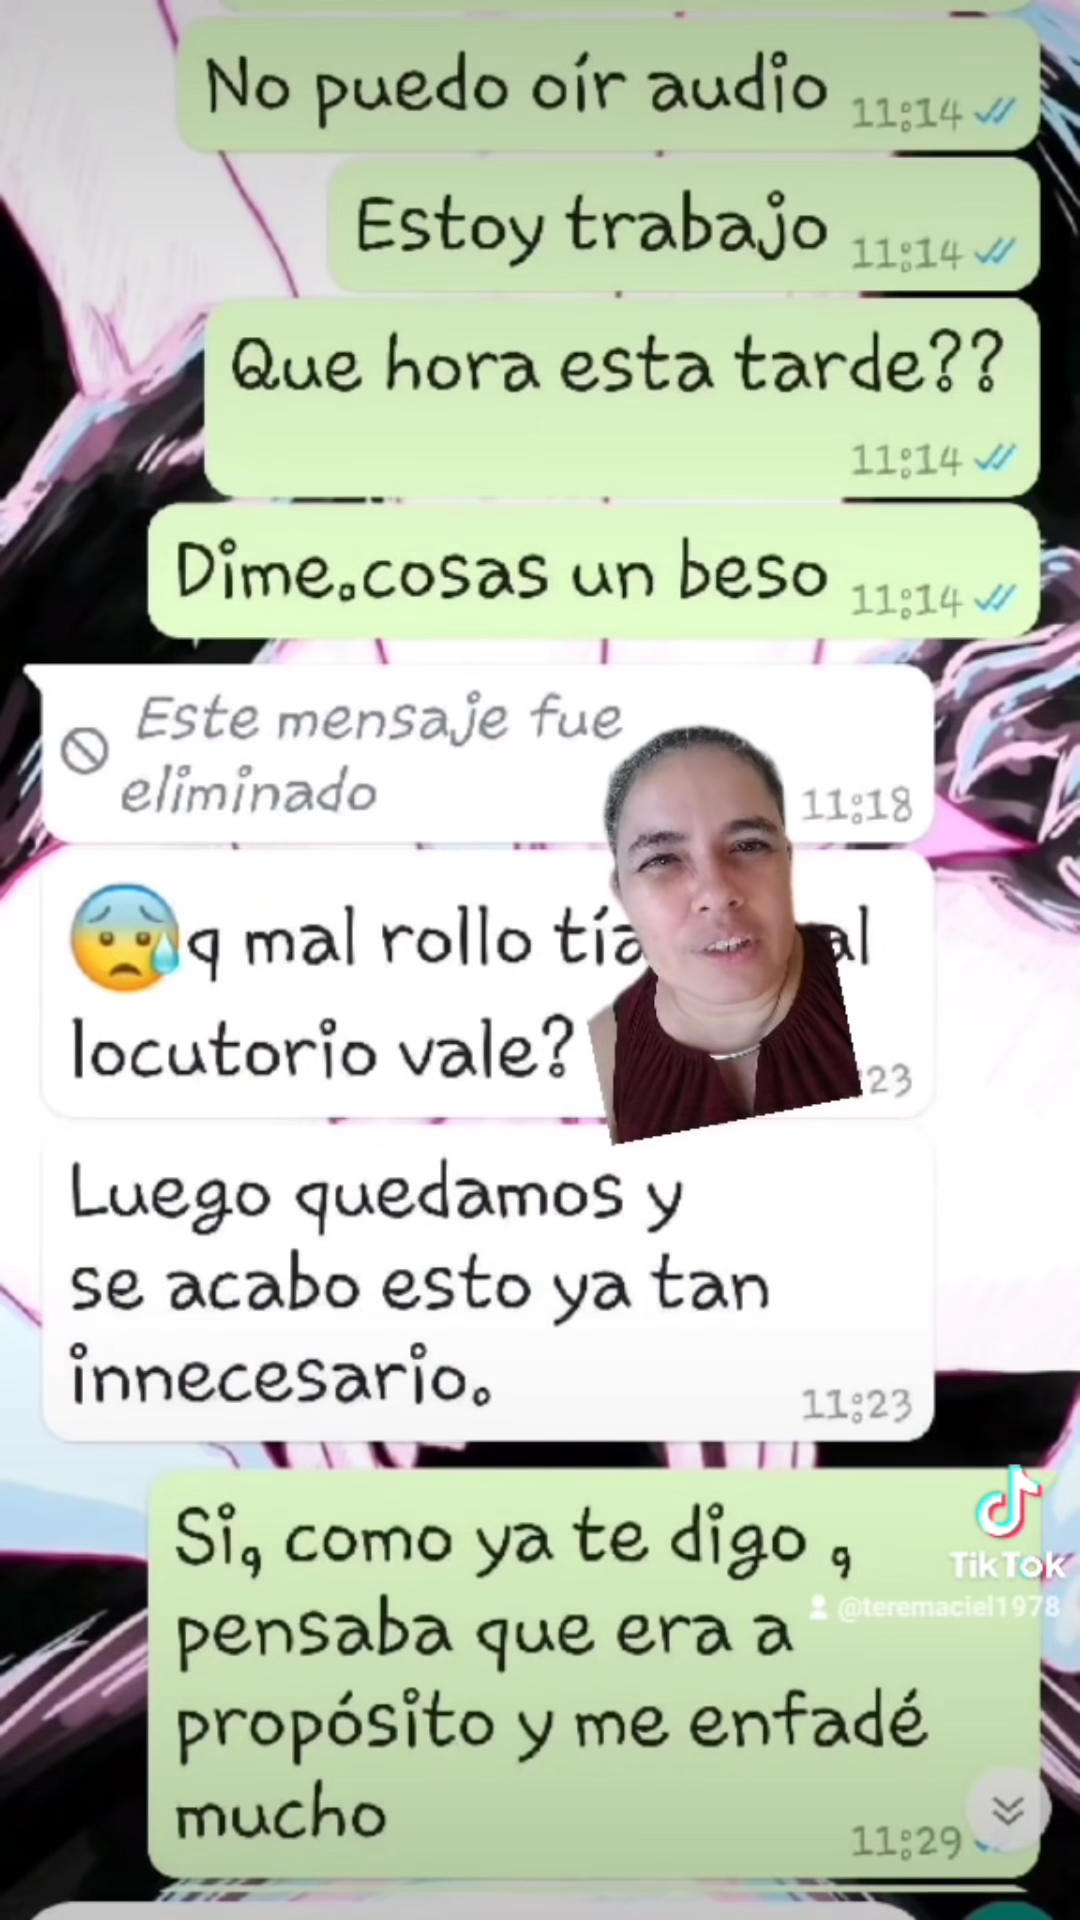 No puedo oír audio 11:14
Estoy trabajo 11:14
Que hora esta tarde??
11:14
Dime.cosas un beso 11:14
Este mensaje fue
eliminado 11:18
q mal rollo tía al
locutorio vale? 23
Luego quedamos y
se acabo esto ya tan
innecesario. 11:23
Si, como ya te digo ,
pensaba que era a
propósito y me enfadé
mucho 11:29
TikTok
@teremaciel1978